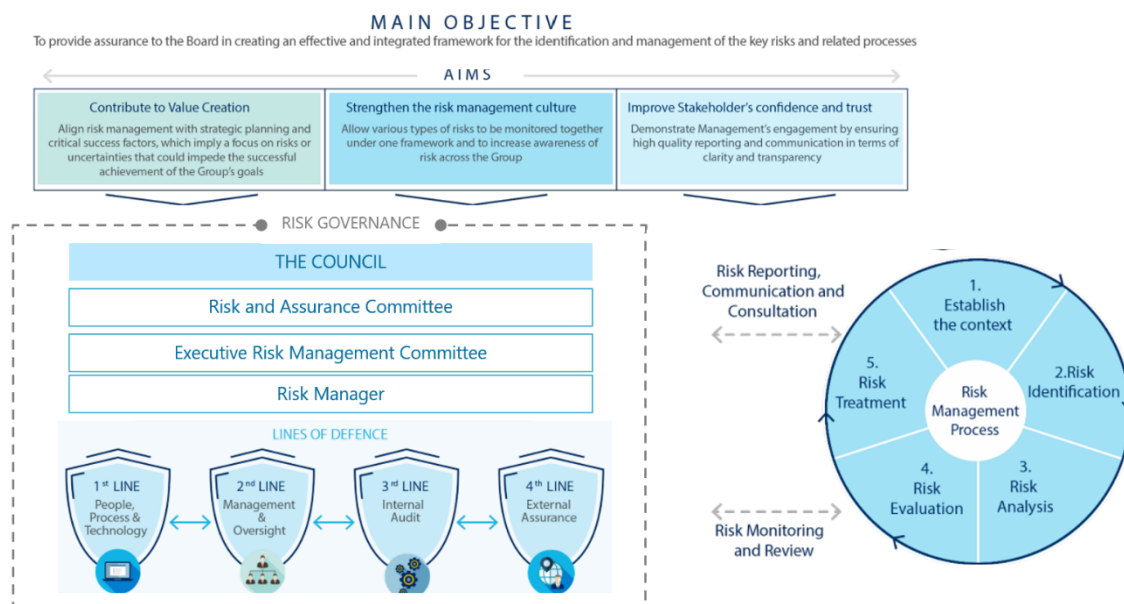 MAIN OBJECTIVE
To provide assurance to the Board in creating an effective and integrated framework for the identification and management of the key risks and related processes
AIMS
Contribute to Value Creation
Align risk management with strategic planning and
critical success factors, which imply a focus on risks or
uncertainties that could impede the successful
achievement of the Group's goals
Strengthen the risk management culture
Allow various types of risks to be monitored together
under one framework and to increase awareness of
risk across the Group
Improve Stakeholder's confidence and trust
Demonstrate Management's engagement by ensuring
high quality reporting and communication in terms of
clarity and transparency
RISK GOVERNANCE
THE COUNCIL
Risk and Assurance Committee
Executive Risk Management Committee
Risk Manager
LINES OF DEFENCE
1st LINE
People,
Process &
Technology
2nd LINE
Management
&
Oversight
3rd LINE
Internal
Audit
4th LINE
External
Assurance
Risk Reporting,
Communication and
Consultation
Risk Monitoring
and Review
1.
Establish
the context
2.Risk
Identification
3.
Risk
Analysis
4.
Risk
Evaluation
5.
Risk
Treatment
Risk
Management
Process